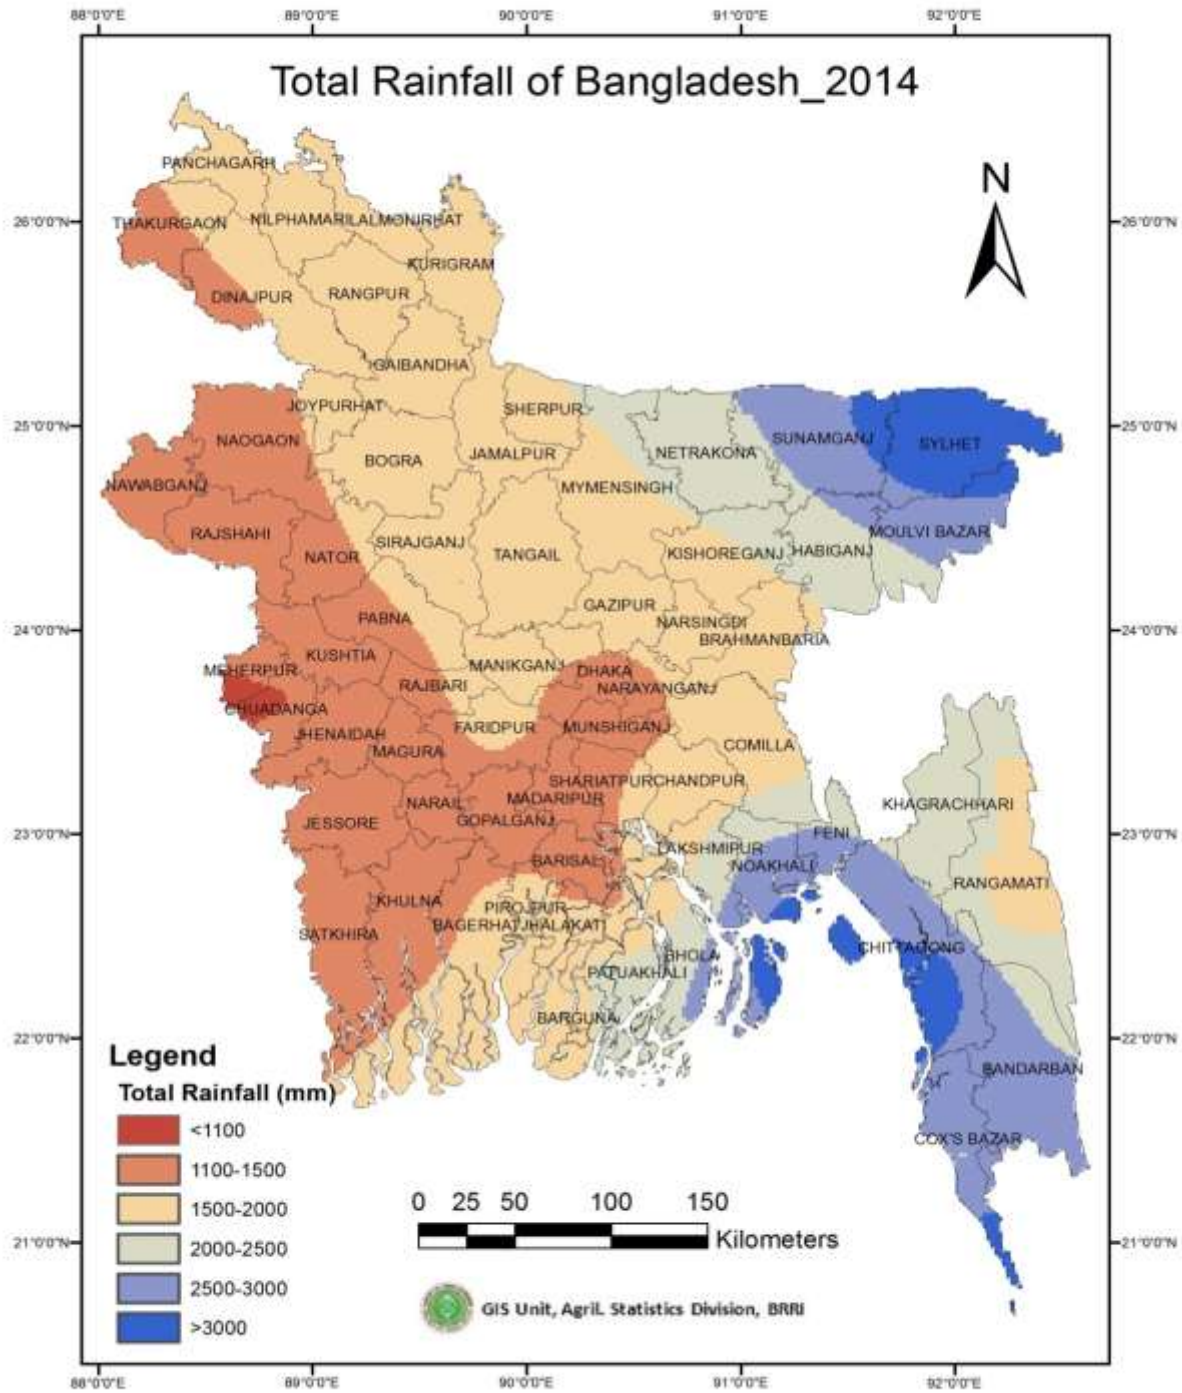 88°0'0"E 89°0'0"E 90°0'0"E 91°0'0"E 92°0'0"E
Total Rainfall of Bangladesh_2014
N
PANCHAGARH
26°0'0"N THAKURGAON NILPHAMARI LALMONIRHAT 26°0'0"N
KURIGRAM
DINAJPUR RANGPUR
GAIBANDHA
JOYPURHAT SHERPUR
25°0'0"N NAOGAON SUNAMGANJ SYLHET 25°0'0"N
BOGRA JAMALPUR NETRAKONA
NAWABGANJ MYMENSINGH
RAJSHAHI MOULVI BAZAR
NATOR SIRAJGANJ TANGAIL KISHOREGANJ HABIGANJ
GAZIPUR
PABNA NARSINGDI
24°0'0"N BRAHMANBARIA 24°0'0"N
KUSHTIA
MEHERPUR MANIKGANJ DHAKA
RAJBARI NARAYANGANJ
CHUADANGA
JHENAIDAH FARIDPUR MUNSHIGANJ
MAGURA COMILLA
SHARIATPUR CHANDPUR
NARAIL MADARIPUR KHAGRACHHARI
JESSORE GOPALGANJ
23°0'0"N FENI 23°0'0"N
BARISAL LAKSHMIPUR
NOAKHALI
RANGAMATI
KHULNA PIROJPUR
BAGERHAT JHALAKATI
SATKHIRA CHITTAGONG
BHOLA
PATUAKHALI
BARGUNA
22°0'0"N 22°0'0"N
BANDARBAN
COX'S BAZAR
Legend
Total Rainfall (mm)
<1100
1100-1500
1500-2000
2000-2500
2500-3000
>3000
0 25 50 100 150
Kilometers
21°0'0"N 21°0'0"N
GIS Unit, Agril. Statistics Division, BRRI
88°0'0"E 89°0'0"E 90°0'0"E 91°0'0"E 92°0'0"E